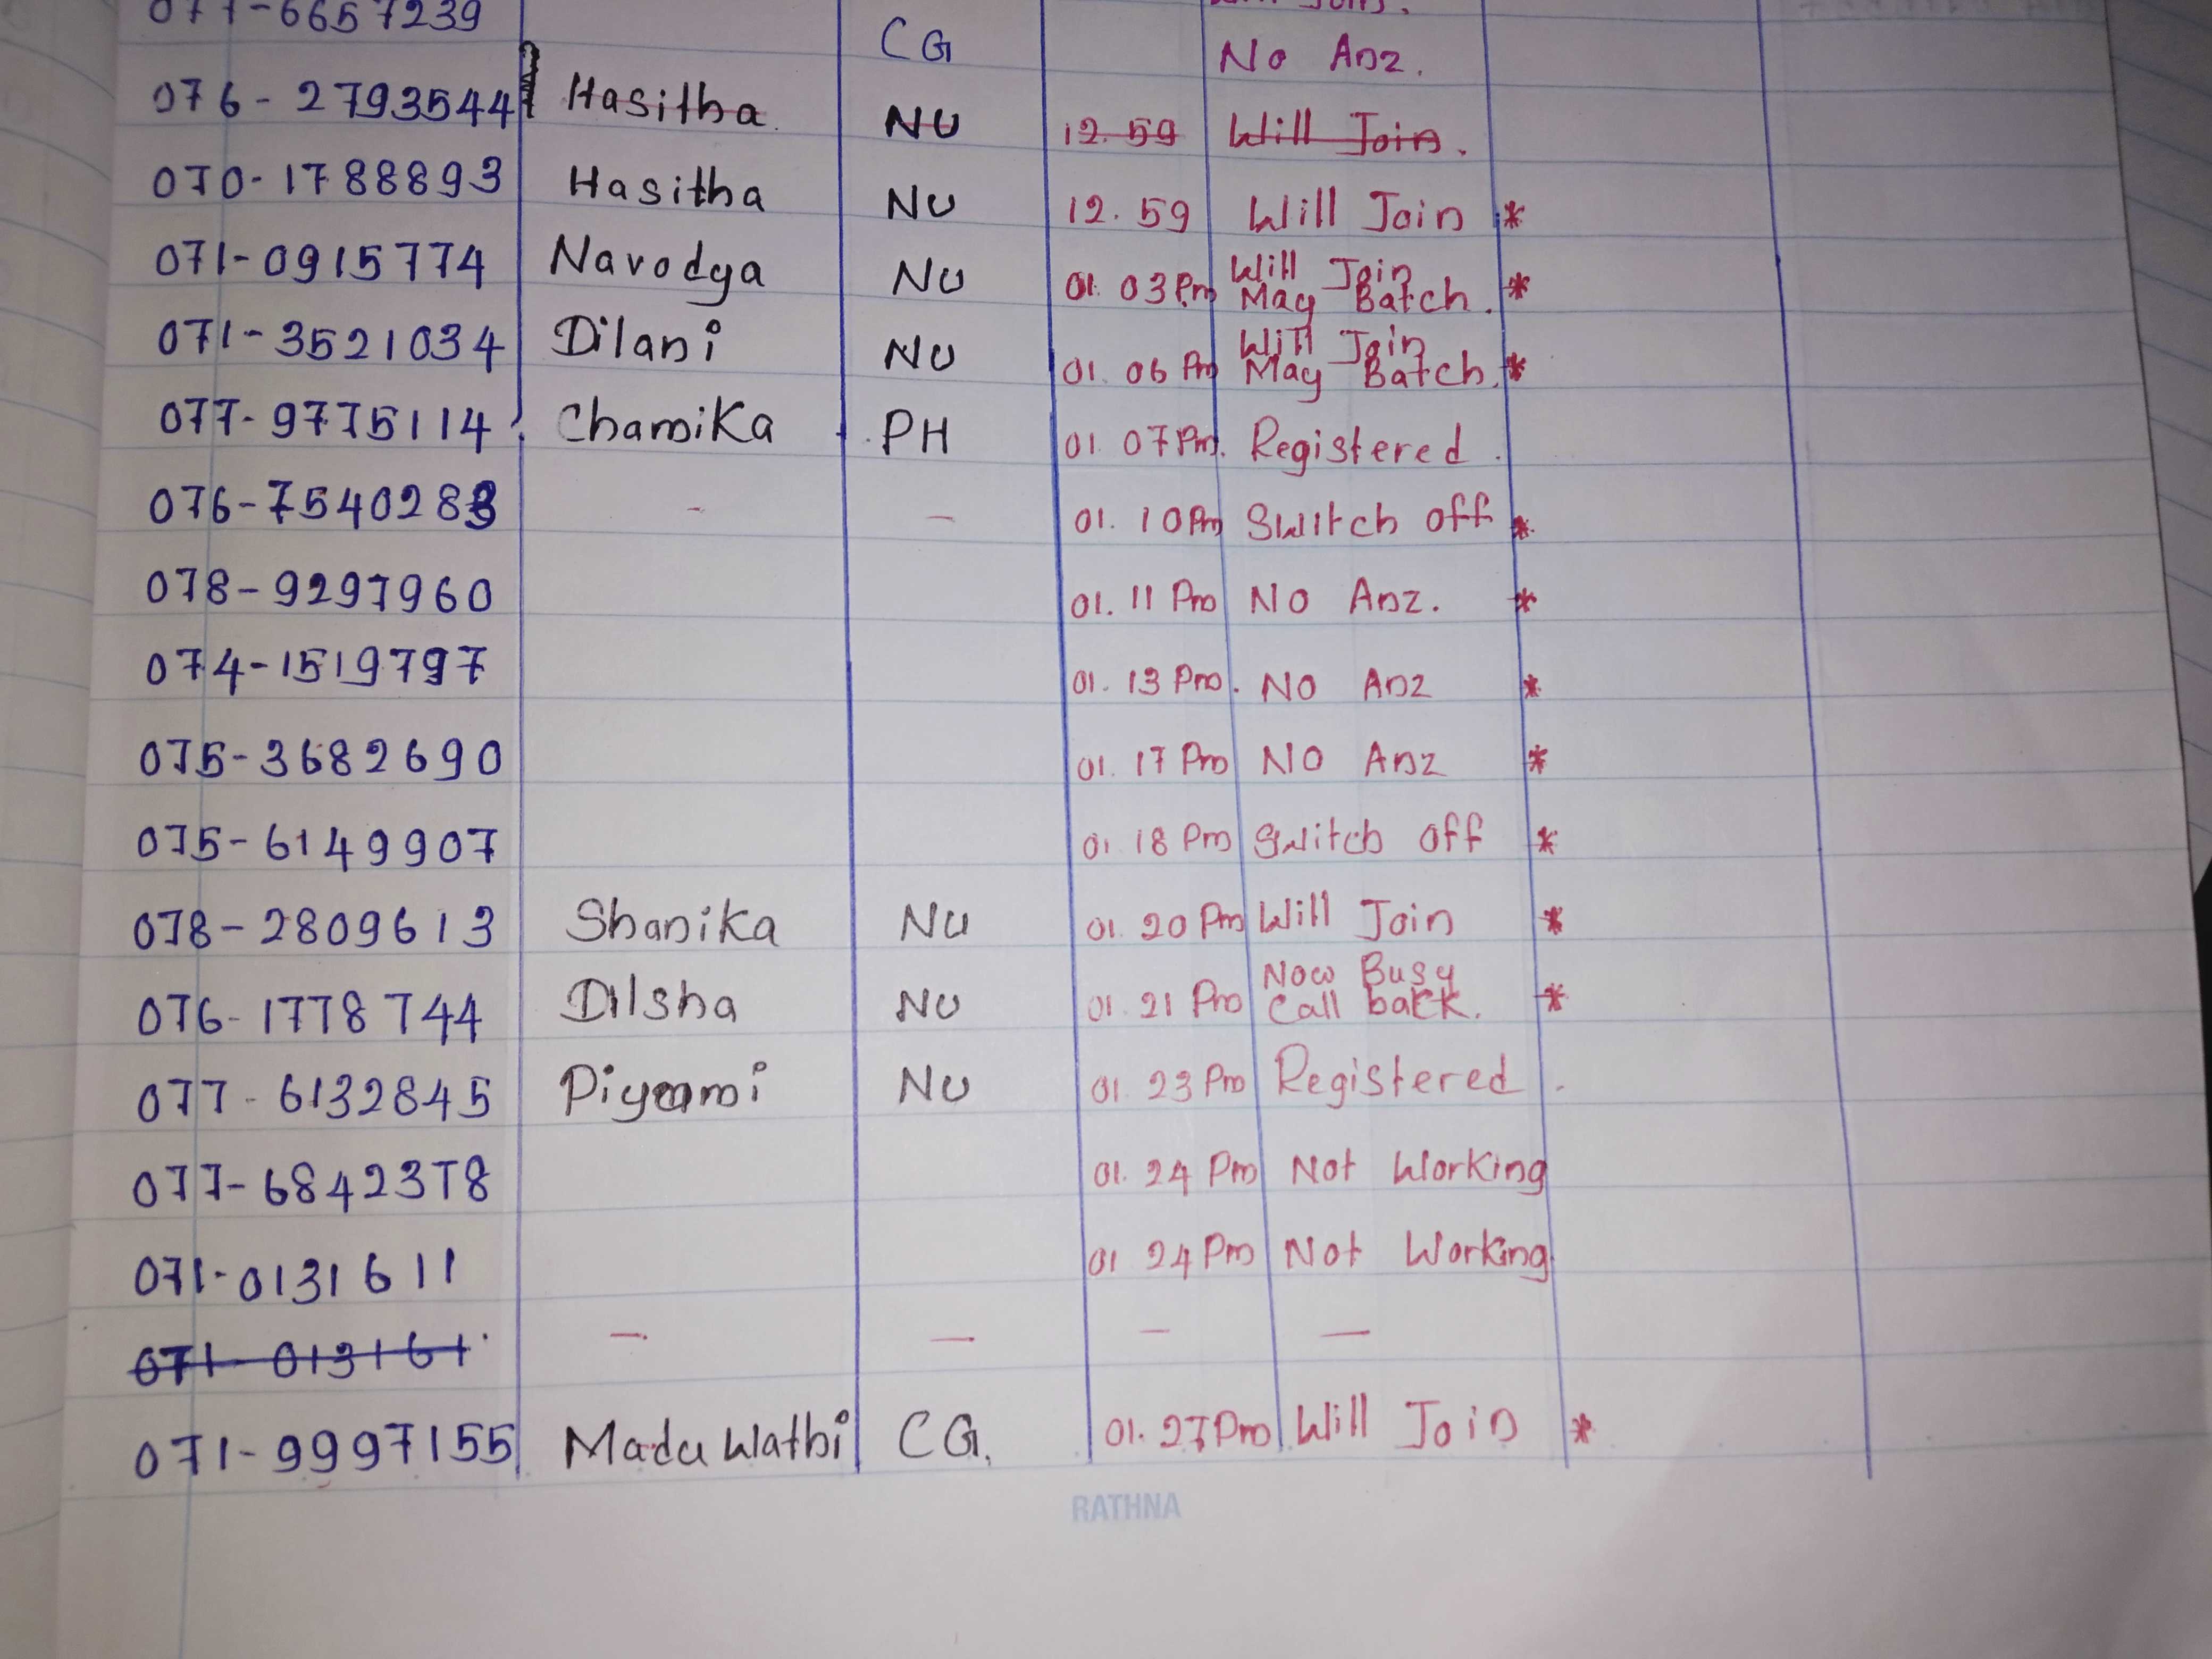 077-6657239 CG No Anz.
076-2793544 Hasitha NU 12.59 Will Join.
070-1788893 Hasitha NU 12.59 Will Join *
071-0915774 Navodya NU 01.03 Pm Will Join May Batch. *
071-3521034 Dilani NU 01.06 Pm Will Join May Batch. *
077-9775114 Chamika PH 01.07 Pm. Registered.
076-7540283 - - 01.10 Pm Switch off *
078-9297960 01.11 Pm No Anz. *
074-1519797 01.13 Pm. No Anz *
075-3682690 01.17 Pm No Anz *
075-6149907 01.18 Pm Switch off *
078-2809613 Shanika NU 01.20 Pm Will Join *
076-1778744 Dilsha NU 01.21 Pm Now Busy Call back. *
077-6132845 Piyumi NU 01.23 Pm Registered.
077-6842378 01.24 Pm Not Working
071-0131611 01 24 Pm Not Working
071-013161 - - - -
071-9997155 Madu Wathi CG. 01.27 Pm Will Join *
RATHNA